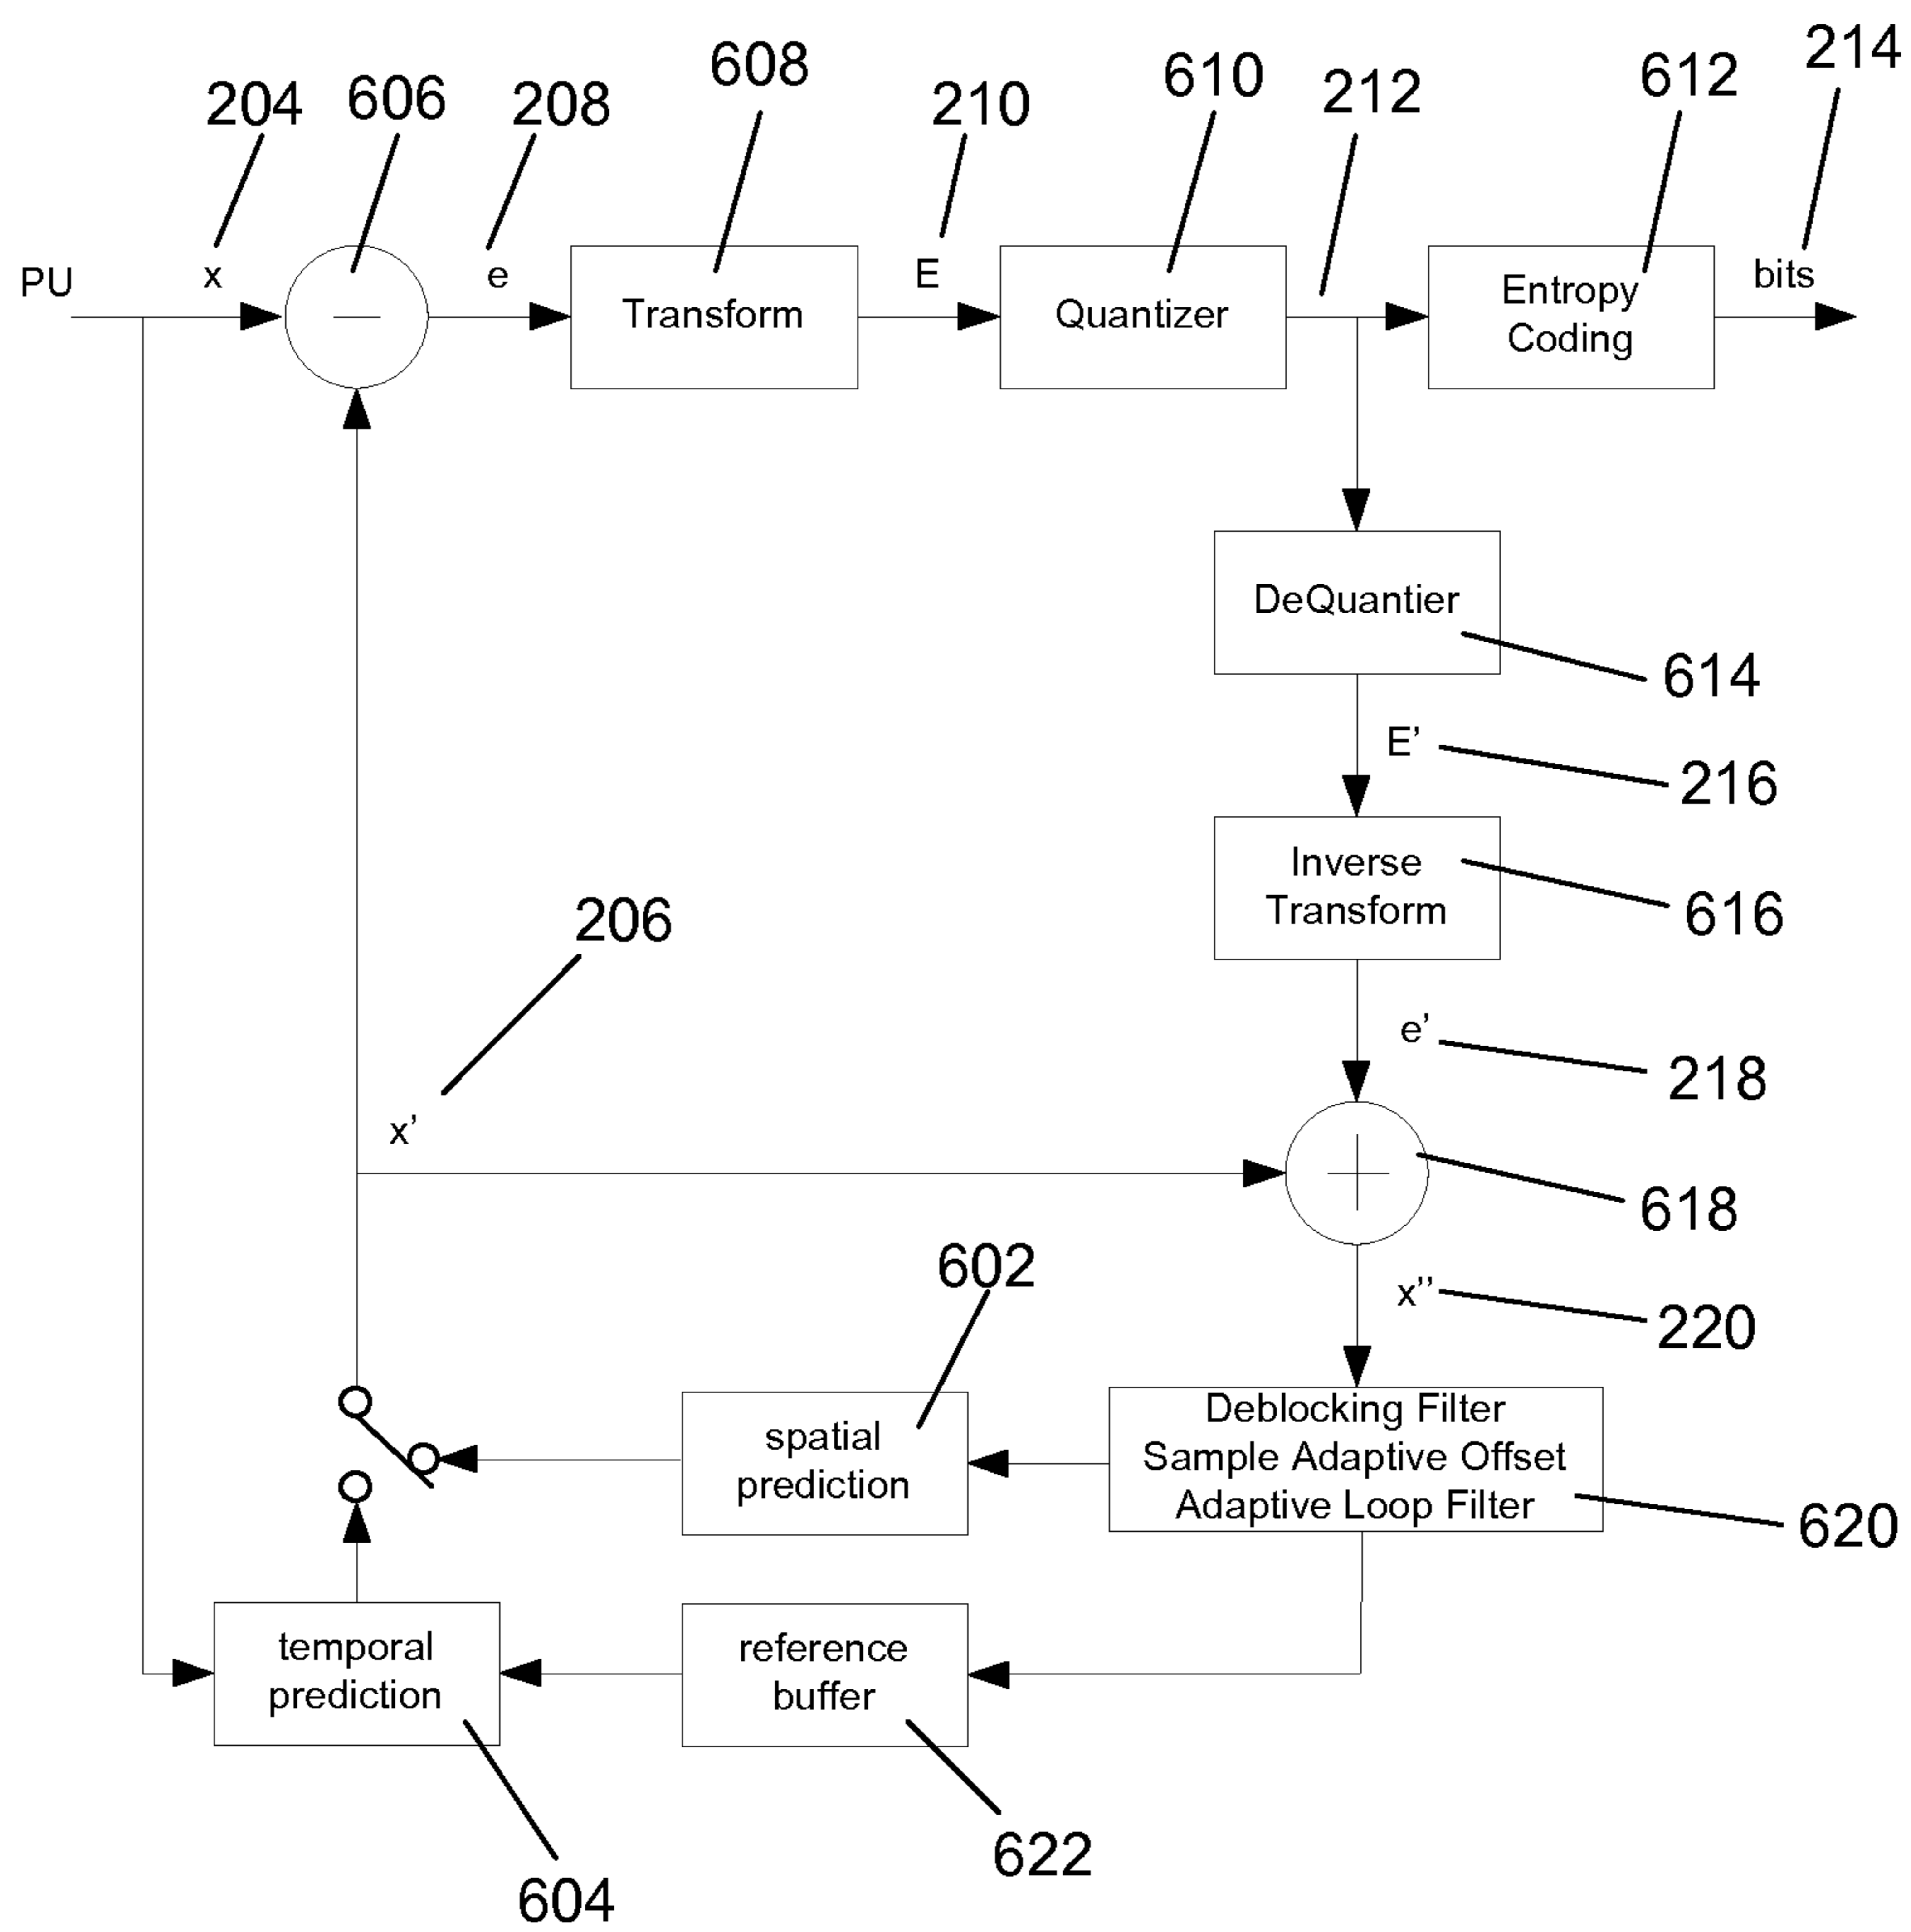 214
608
610
612
204
606
208
210
212
PU
x
e
E
bits
Transform
Quantizer
Entropy
Coding
DeQuantier
614
E'
216
Inverse
Transform
616
206
e'
218
x'
618
602
x''
220
spatial
prediction
Deblocking Filter
Sample Adaptive Offset
Adaptive Loop Filter
620
temporal
prediction
reference
buffer
622
604